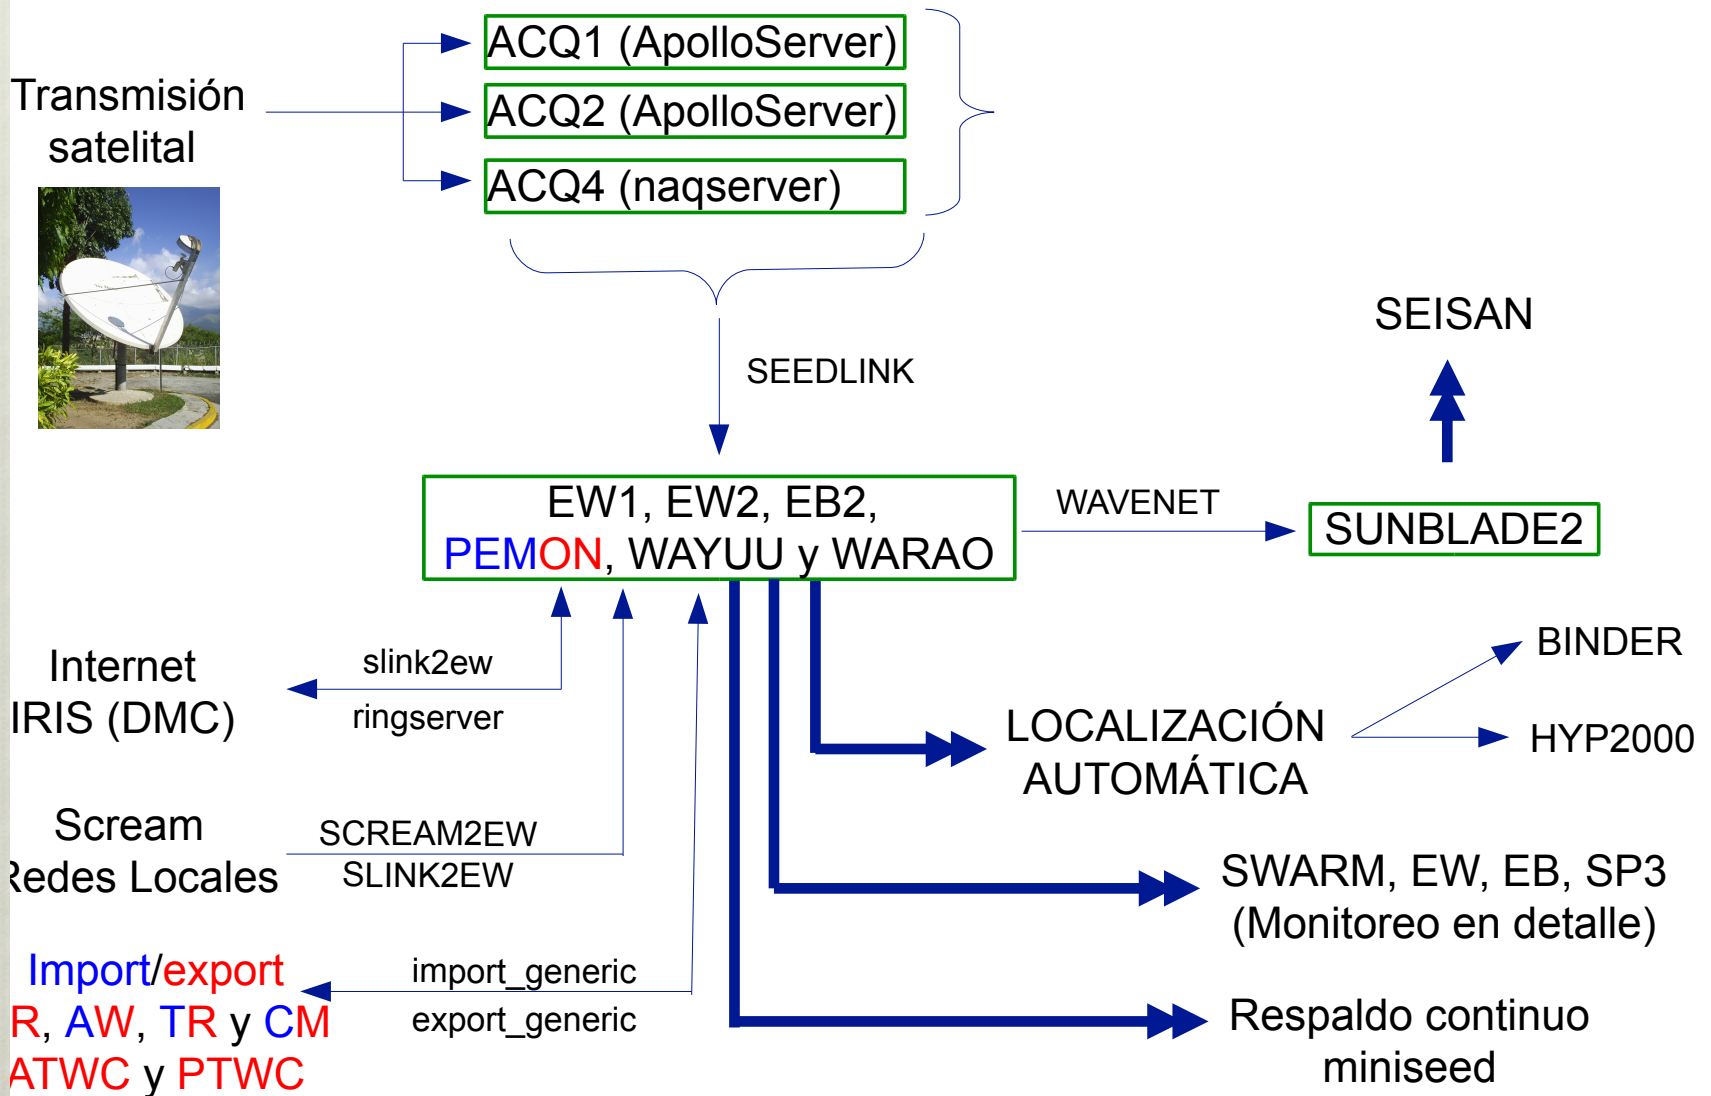 ACQ1 (ApolloServer)
Transmisión
satelital
ACQ2 (ApolloServer)
ACQ4 (naqserver)
SEEDLINK
SEISAN
EW1, EW2, EB2,
PEMON, WAYUU y WARAO
WAVENET
SUNBLADE2
Internet
IRIS (DMC)
slink2ew
ringserver
BINDER
LOCALIZACIÓN
AUTOMÁTICA
HYP2000
Scream
Redes Locales
SCREAM2EW
SLINK2EW
SWARM, EW, EB, SP3
(Monitoreo en detalle)
Import/export
R, AW, TR y CM
ATWC y PTWC
import_generic
export_generic
Respaldo continuo
miniseed